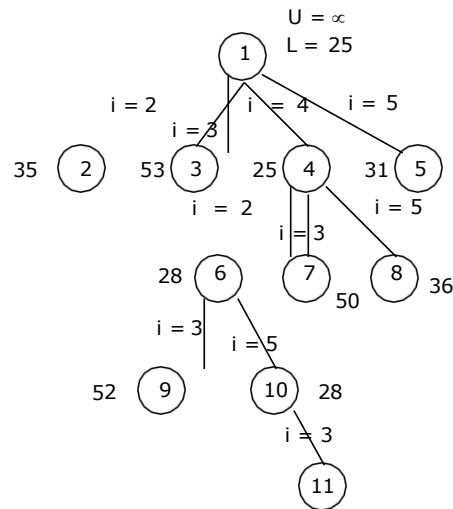 U = ∞
1
L = 25
i = 2
i = 4
i = 5
i = 3
35
2
53
3
25
4
31
5
i = 2
i = 5
i = 3
28
6
7
8
50
36
i = 3
i = 5
52
9
10
28
i = 3
11